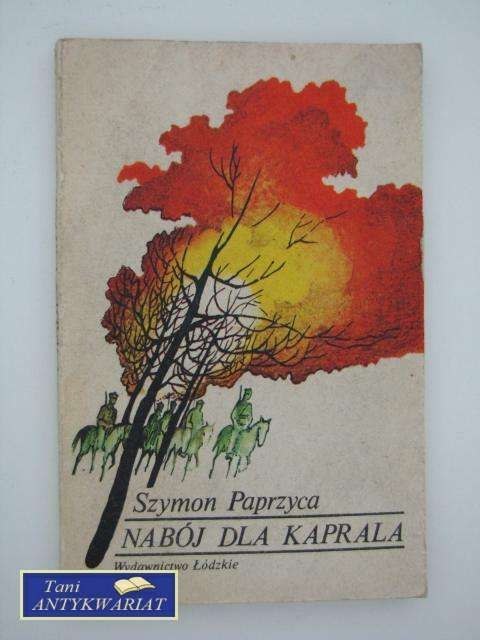 Szymon Paprzyca
NABÓJ DLA KAPRALA
Wydawnictwo Łódzkie
Tani
ANTYKWARIAT